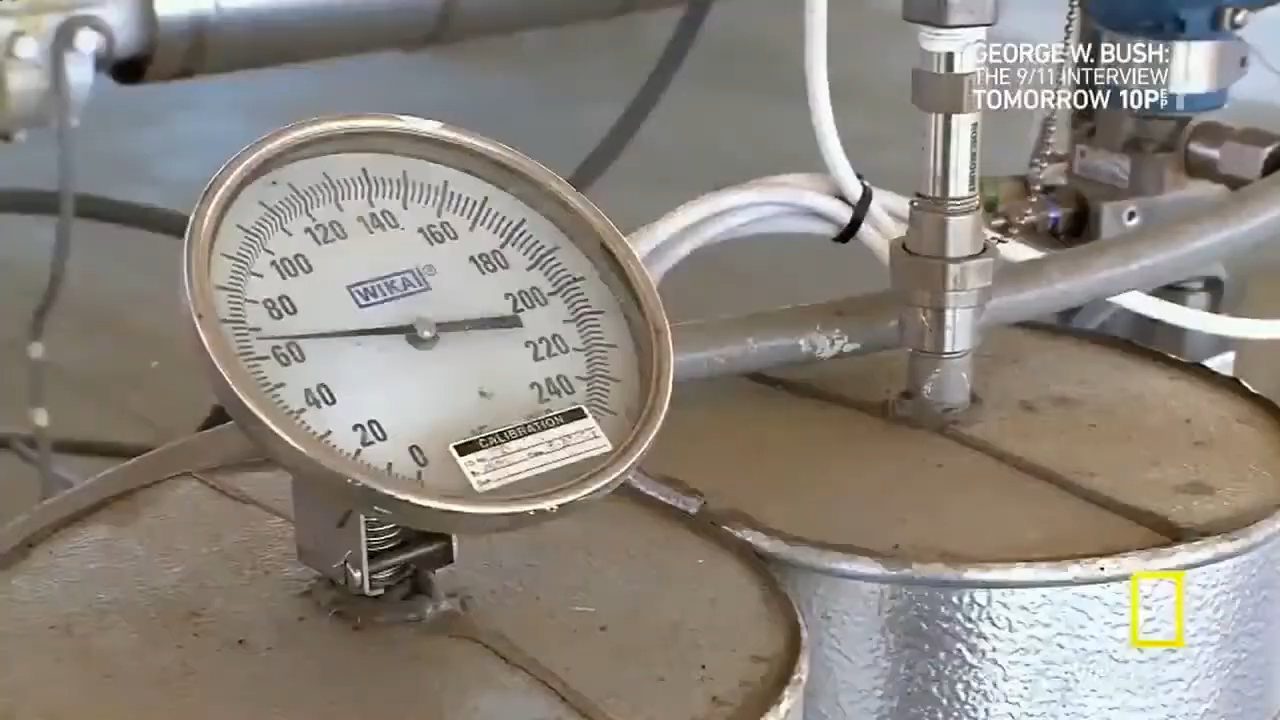 GEORGE W. BUSH:
THE 9/11 INTERVIEW
TOMORROW 10P E P
ROSEMOUNT
120 140 160
100 180
80 WIKA® 200
60 220
40 240
20 0
CALIBRATION